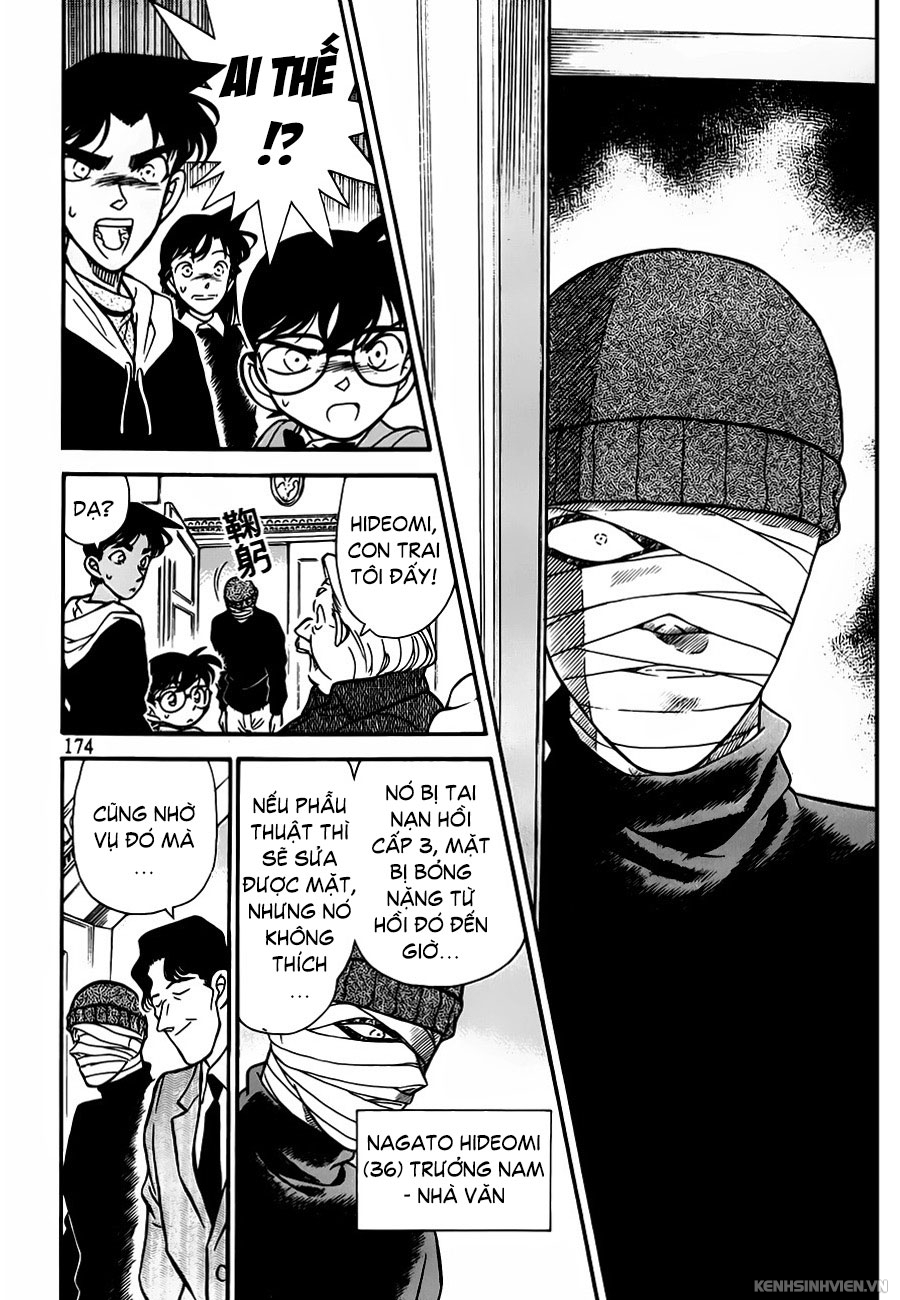 AI THẾ
!?
HIDEOMI,
CON TRAI
TÔI ĐẤY!
鞠躬
DẠ?
174
NÓ BỊ TAI
NẠN HỒI
CẤP 3, MẶT
BỊ BỎNG
NẶNG TỪ
HỒI ĐÓ ĐẾN
GIỜ...
NẾU PHẪU
THUẬT THÌ
SẼ SỬA
ĐƯỢC MẶT,
NHƯNG NÓ
KHÔNG
THÍCH
...
NAGATO HIDEOMI
(36) TRƯỞNG NAM
- NHÀ VĂN
CŨNG NHỜ
VỤ ĐÓ MÀ
...
KENHSINHVIEN.VN